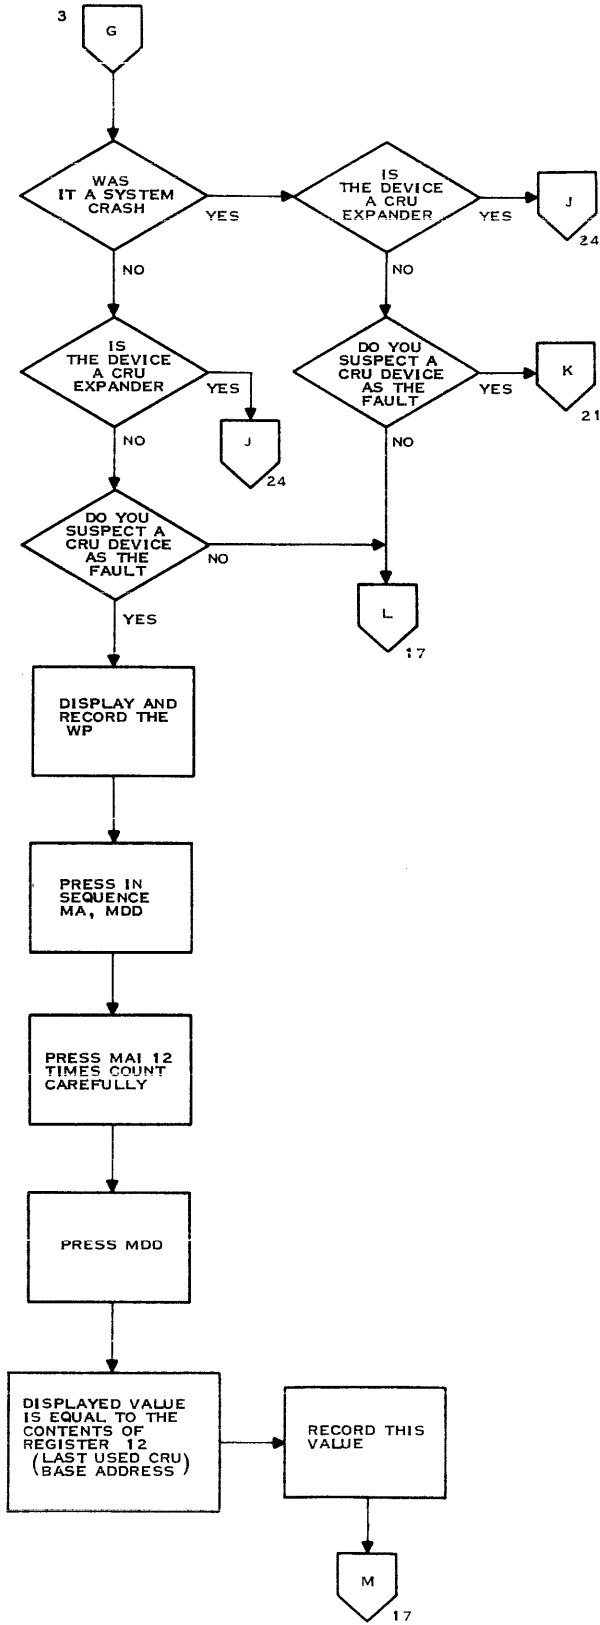 3
G
WAS
IT A SYSTEM
CRASH
YES
IS
THE DEVICE
A CRU
EXPANDER
YES
J
24
NO
NO
IS
THE DEVICE
A CRU
EXPANDER
YES
J
24
DO YOU
SUSPECT A
CRU DEVICE
AS THE
FAULT
YES
K
21
NO
NO
DO YOU
SUSPECT A
CRU DEVICE
AS THE
FAULT
NO
L
17
YES
DISPLAY AND
RECORD THE
WP
PRESS IN
SEQUENCE
MA, MDD
PRESS MAI 12
TIMES COUNT
CAREFULLY
PRESS MDD
DISPLAYED VALUE
IS EQUAL TO THE
CONTENTS OF
REGISTER 12
(LAST USED CRU)
(BASE ADDRESS)
RECORD THIS
VALUE
M
17